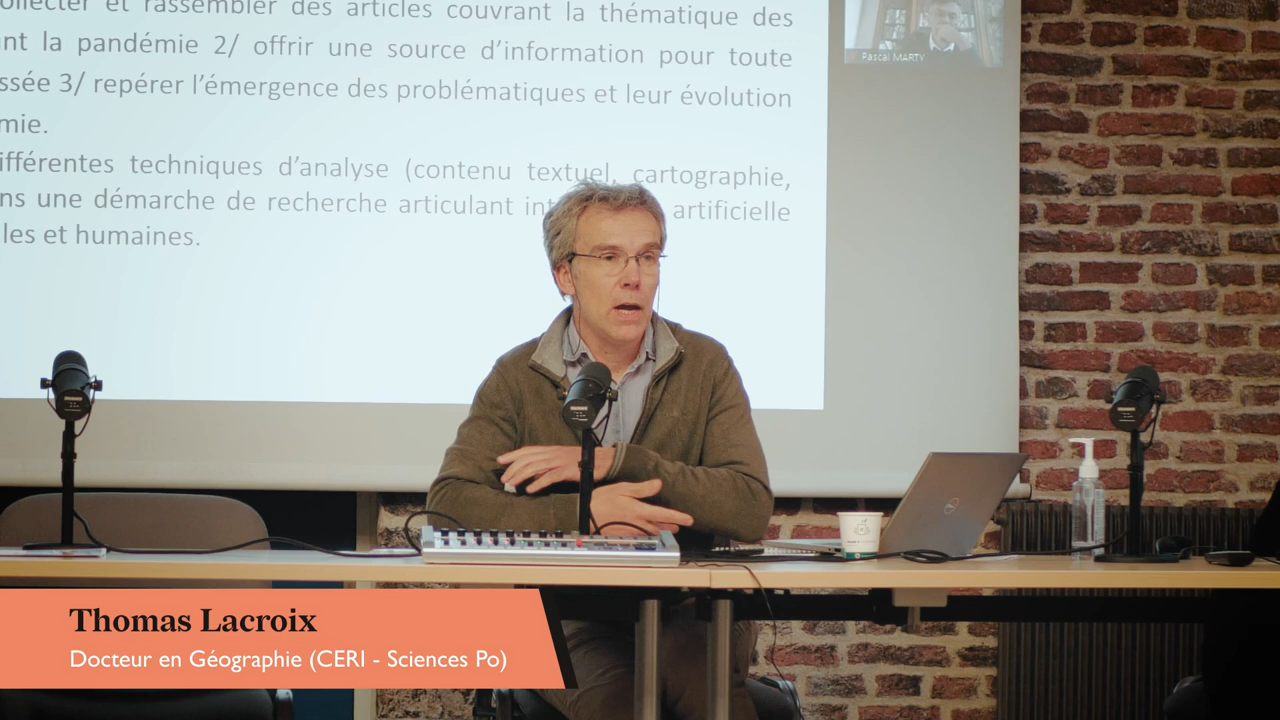 ollecter et rassembler des articles couvrant la thématique des
ant la pandémie 2/ offrir une source d'information pour toute
ssée 3/ repérer l'émergence des problématiques et leur évolution
mie.
ifférentes techniques d'analyse (contenu textuel, cartographie,
ns une démarche de recherche articulant int artificielle
les et humaines.
Pascal MARTY
Thomas Lacroix
Docteur en Géographie (CERI - Sciences Po)